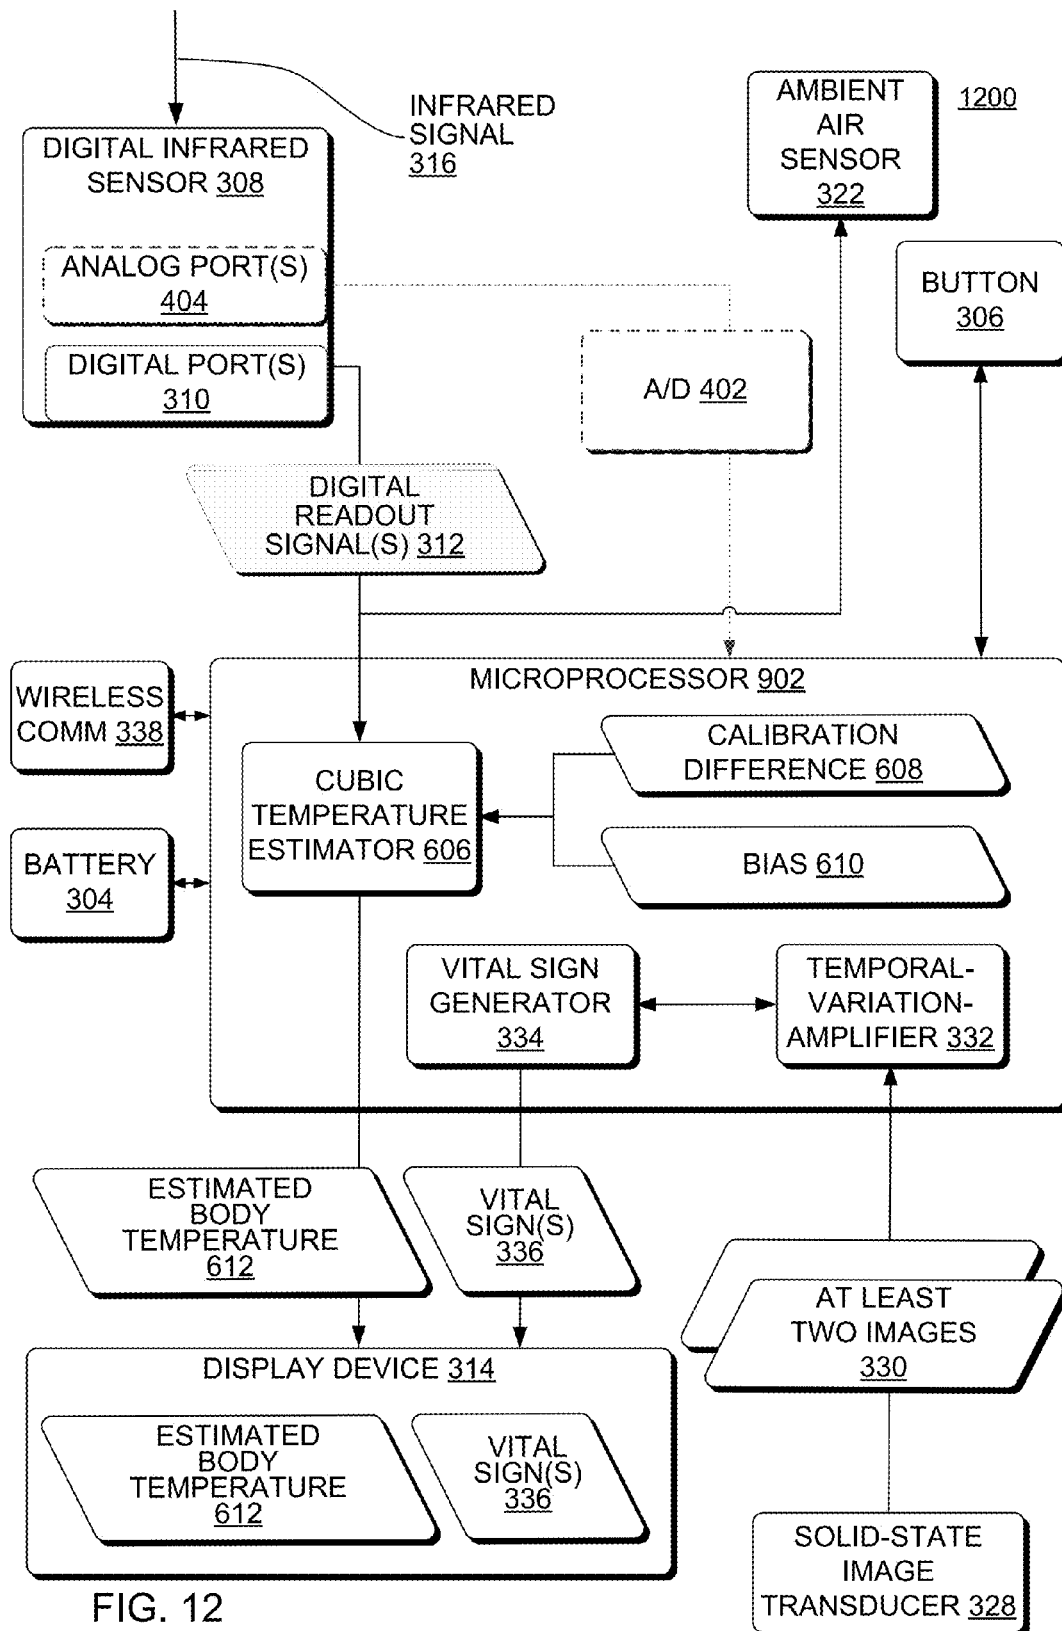 INFRARED
SIGNAL
316
AMBIENT
AIR
SENSOR
322
1200
DIGITAL INFRARED
SENSOR 308
ANALOG PORT(S)
404
DIGITAL PORT(S)
310
A/D 402
BUTTON
306
DIGITAL
READOUT
SIGNAL(S) 312
MICROPROCESSOR 902
WIRELESS
COMM 338
BATTERY
304
CUBIC
TEMPERATURE
ESTIMATOR 606
CALIBRATION
DIFFERENCE 608
BIAS 610
VITAL SIGN
GENERATOR
334
TEMPORAL-
VARIATION-
AMPLIFIER 332
ESTIMATED
BODY
TEMPERATURE
612
VITAL
SIGN(S)
336
AT LEAST
TWO IMAGES
330
DISPLAY DEVICE 314
ESTIMATED
BODY
TEMPERATURE
612
VITAL
SIGN(S)
336
SOLID-STATE
IMAGE
TRANSDUCER 328
FIG. 12